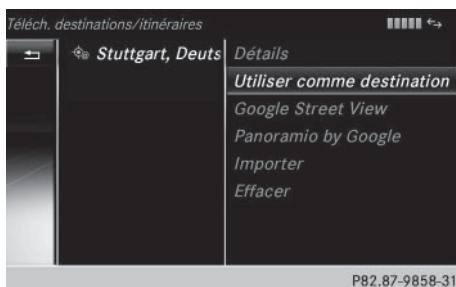 Téléch. destinations/itinéraires
Stuttgart, Deuts
Détails
Utiliser comme destination
Google Street View
Panoramio by Google
Importer
Effacer
P82.87-9858-31